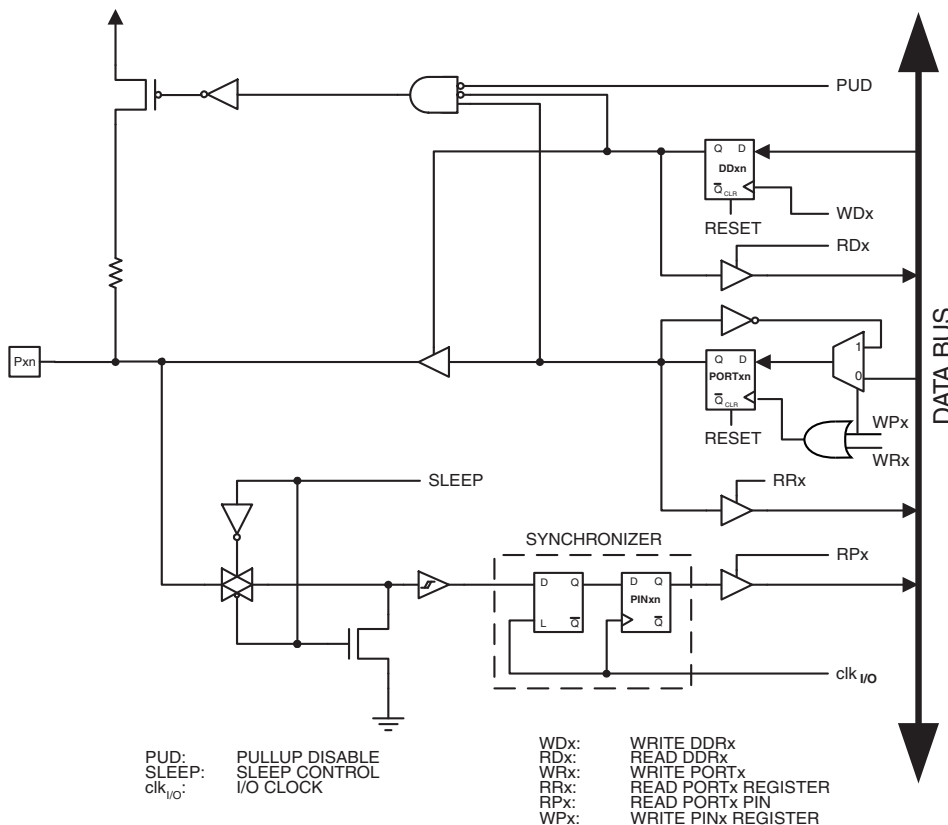 PUD
Q D
DDxn
Q CLR
WDx
RESET
RDx
1
Pxn
Q D
PORTxn
0
Q CLR
RESET
WPx
WRx
DATA BUS
SLEEP
RRx
SYNCHRONIZER
RPx
D Q
L Q
D Q
PINxn
Q
clk I/O
PUD: PULLUP DISABLE
SLEEP: SLEEP CONTROL
clkI/O: I/O CLOCK
WDx: WRITE DDRx
RDx: READ DDRx
WRx: WRITE PORTx
RRx: READ PORTx REGISTER
RPx: READ PORTx PIN
WPx: WRITE PINx REGISTER